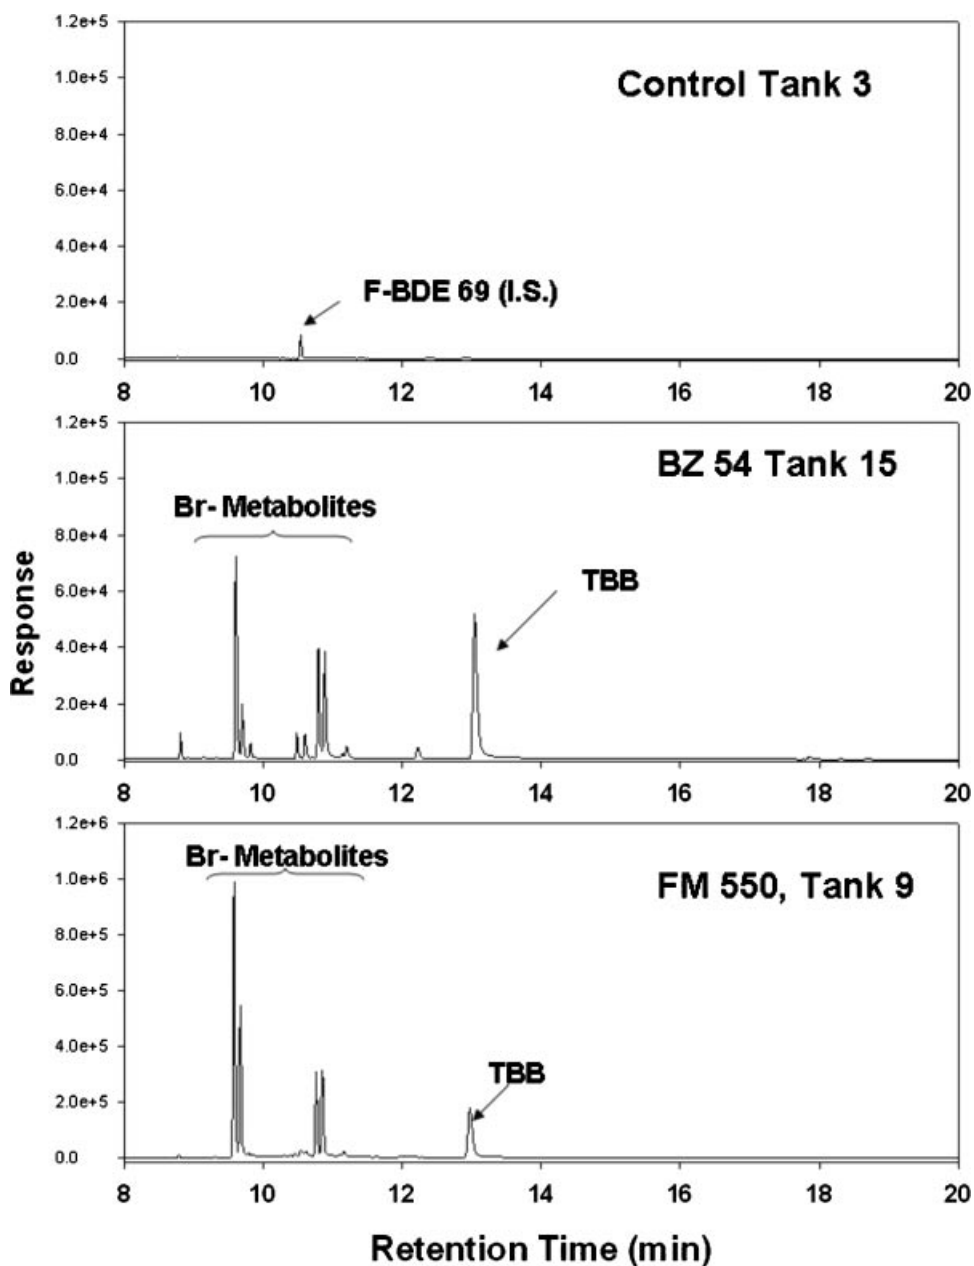 1.2e+5
Control Tank 3
1.0e+5
8.0e+4
6.0e+4
4.0e+4
F-BDE 69 (I.S.)
2.0e+4
0.0
8 10 12 14 16 18 20
1.2e+5
BZ 54 Tank 15
1.0e+5
Br- Metabolites
8.0e+4
TBB
6.0e+4
4.0e+4
2.0e+4
0.0
8 10 12 14 16 18 20
Response
1.2e+6
Br- Metabolites
FM 550, Tank 9
1.0e+6
8.0e+5
6.0e+5
4.0e+5
TBB
2.0e+5
0.0
8 10 12 14 16 18 20
Retention Time (min)